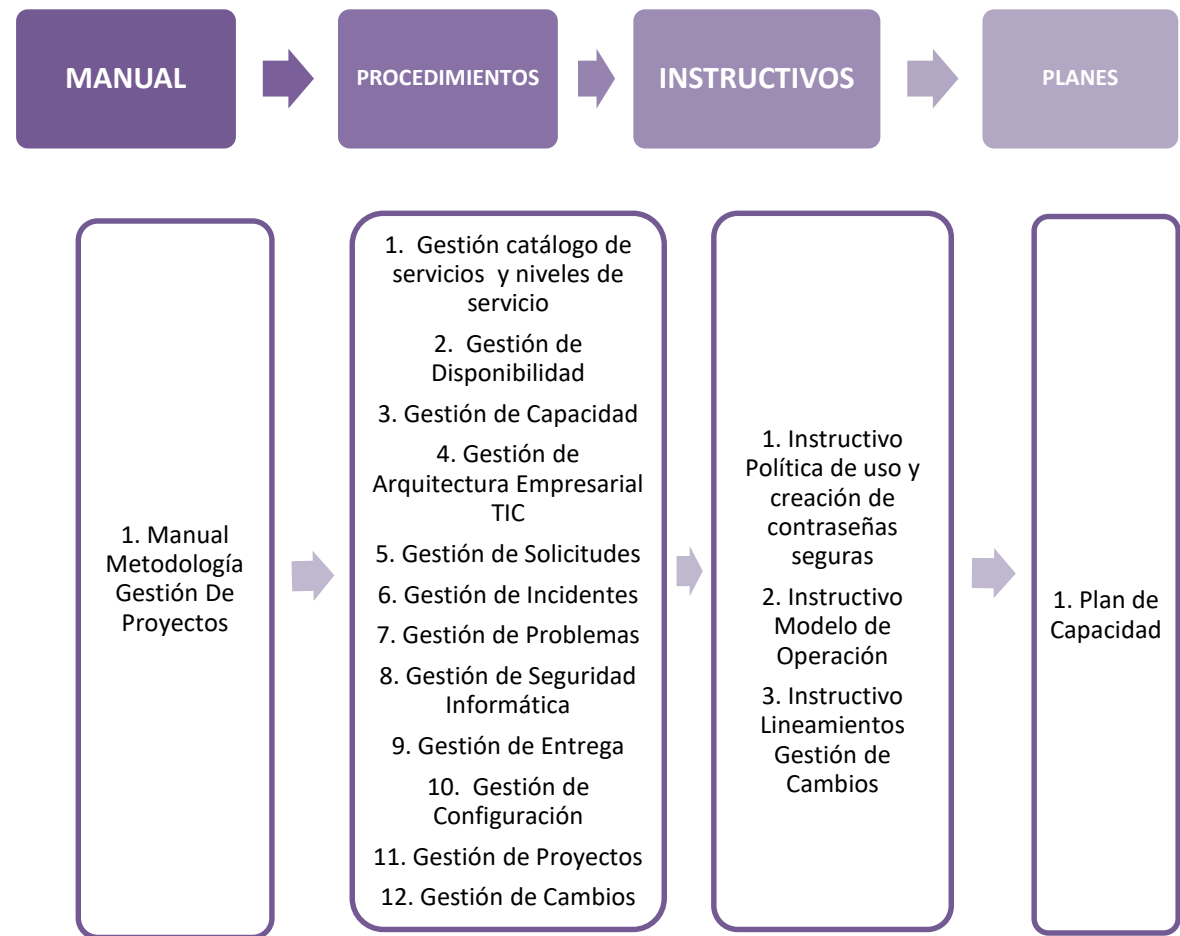 MANUAL
PROCEDIMIENTOS
INSTRUCTIVOS
PLANES
1. Manual
Metodología
Gestión De
Proyectos
1. Gestión catálogo de
servicios y niveles de
servicio
2. Gestión de
Disponibilidad
3. Gestión de Capacidad
4. Gestión de
Arquitectura Empresarial
TIC
5. Gestión de Solicitudes
6. Gestión de Incidentes
7. Gestión de Problemas
8. Gestión de Seguridad
Informática
9. Gestión de Entrega
10. Gestión de
Configuración
11. Gestión de Proyectos
12. Gestión de Cambios
1. Instructivo
Política de uso y
creación de
contraseñas
seguras
2. Instructivo
Modelo de
Operación
3. Instructivo
Lineamientos
Gestión de
Cambios
1. Plan de
Capacidad